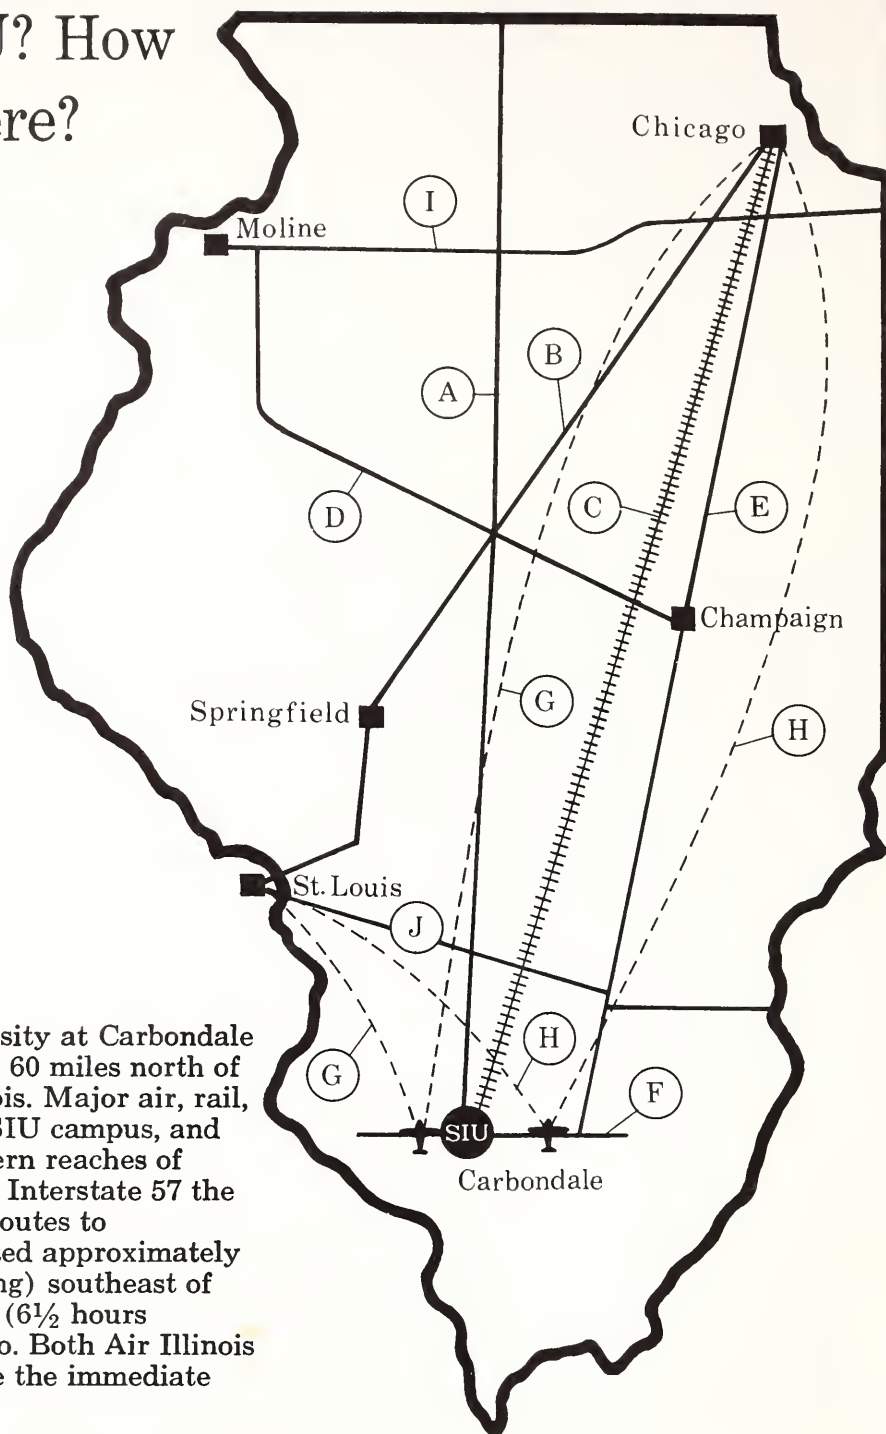 J? How
ere?
Chicago
I
Moline
B
A
D
C
E
Champaign
Springfield
G
H
St. Louis
J
G
H
F
SIU
Carbondale
sity at Carbondale
60 miles north of
ois. Major air, rail,
SIU campus, and
ern reaches of
Interstate 57 the
outes to
ted approximately
ng) southeast of
(6½ hours
o. Both Air Illinois
e the immediate